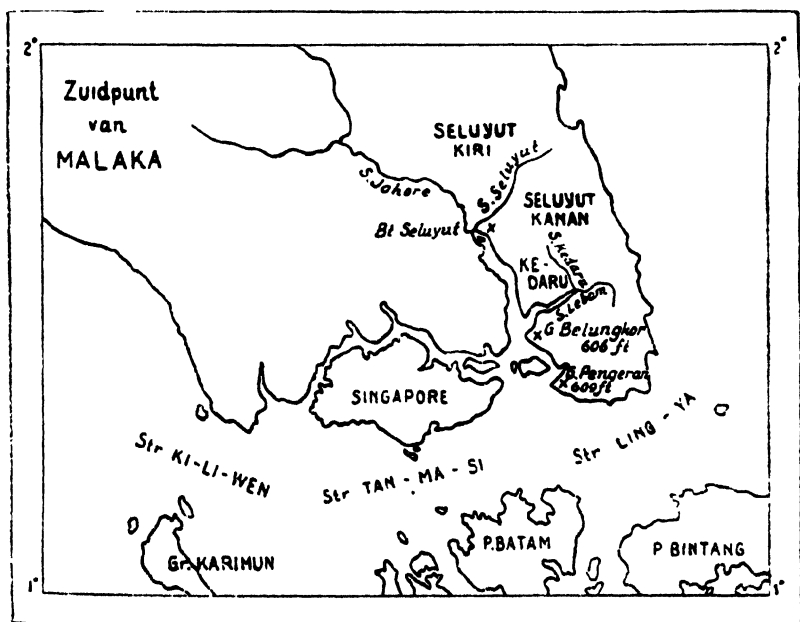 2°
2°
Zuidpunt
van
MALAKA
SELUYUT
KIRI
S. Johore
S. Seluyut
SELUYUT
KANAN
Bt Seluyut
S. Kedaru
KE-
DARU
S. Lebam
G Belungkor
606 ft
G. Pengeran
600 ft
SINGAPORE
Str KI-LI-WEN
Str TAN-MA-SI
Str LING-YA
Gr. KARIMUN
P. BATAM
P BINTANG
1°
1°